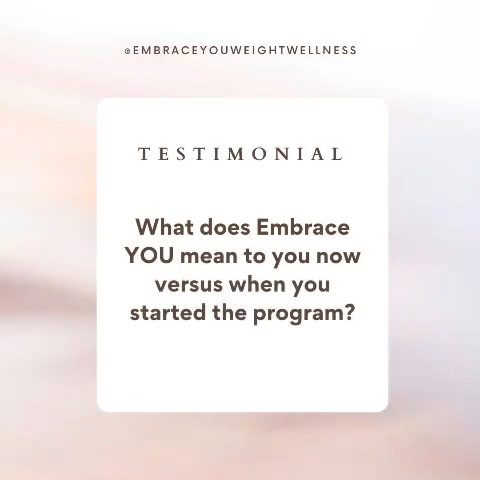 @EMBRACEYOUWEIGHTWELLNESS
TESTIMONIAL
What does Embrace
YOU mean to you now
versus when you
started the program?